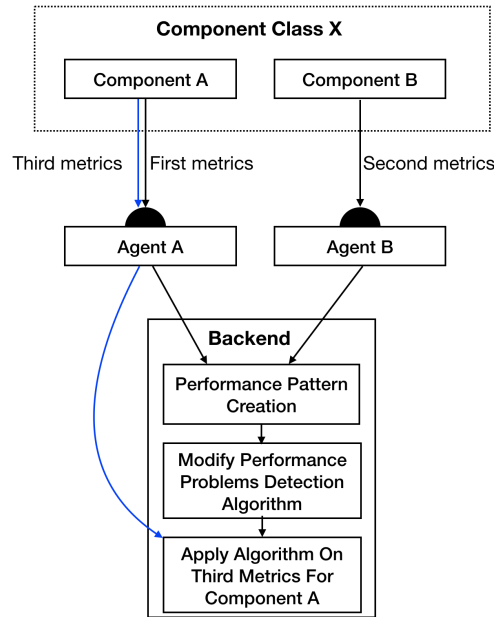 Component Class X
Component A
Component B
Third metrics
First metrics
Second metrics
Agent A
Agent B
Backend
Performance Pattern
Creation
Modify Performance
Problems Detection
Algorithm
Apply Algorithm On
Third Metrics For
Component A